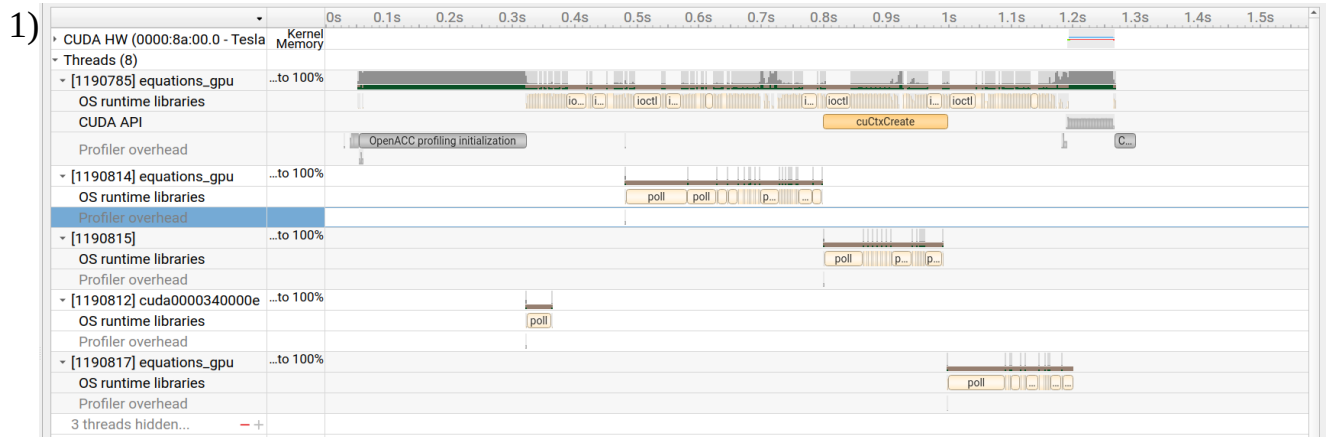 1)
0s 0.1s 0.2s 0.3s 0.4s 0.5s 0.6s 0.7s 0.8s 0.9s 1s 1.1s 1.2s 1.3s 1.4s 1.5s
CUDA HW (0000:8a:00.0 - Tesla Kernel
Memory
Threads (8)
[1190785] equations_gpu ...to 100%
OS runtime libraries io... i... ioctl i... i... ioctl i... ioctl
CUDA API cuCtxCreate
Profiler overhead OpenACC profiling initialization C...
[1190814] equations_gpu ...to 100%
OS runtime libraries poll poll p... ...
Profiler overhead
[1190815] ...to 100%
OS runtime libraries poll p... p...
Profiler overhead
[1190812] cuda0000340000e ...to 100%
OS runtime libraries poll
Profiler overhead
[1190817] equations_gpu ...to 100%
OS runtime libraries poll ... ... ...
Profiler overhead
3 threads hidden... − +